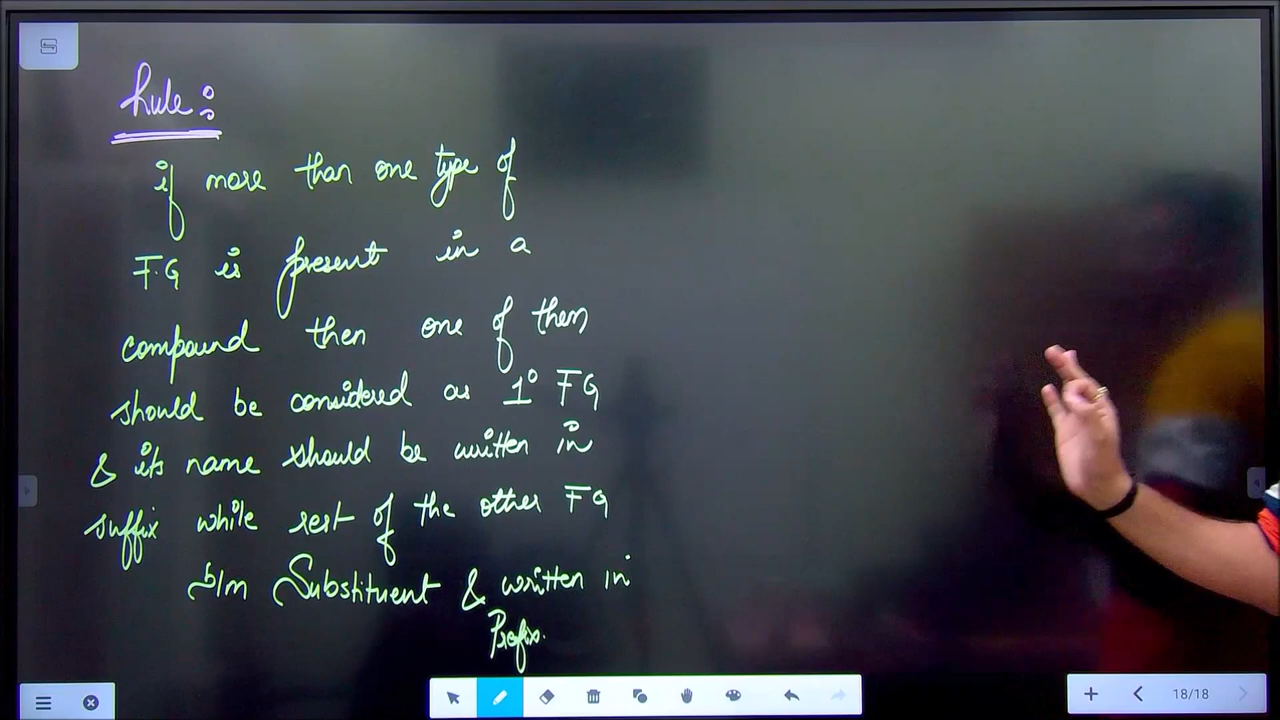 Rule:
if more than one type of
F.G is present in a
compound then one of them
should be considered as 1° FG
& its name should be written in
suffix while rest of the other FG
b/m Substituent & written in
Prefix.
18/18